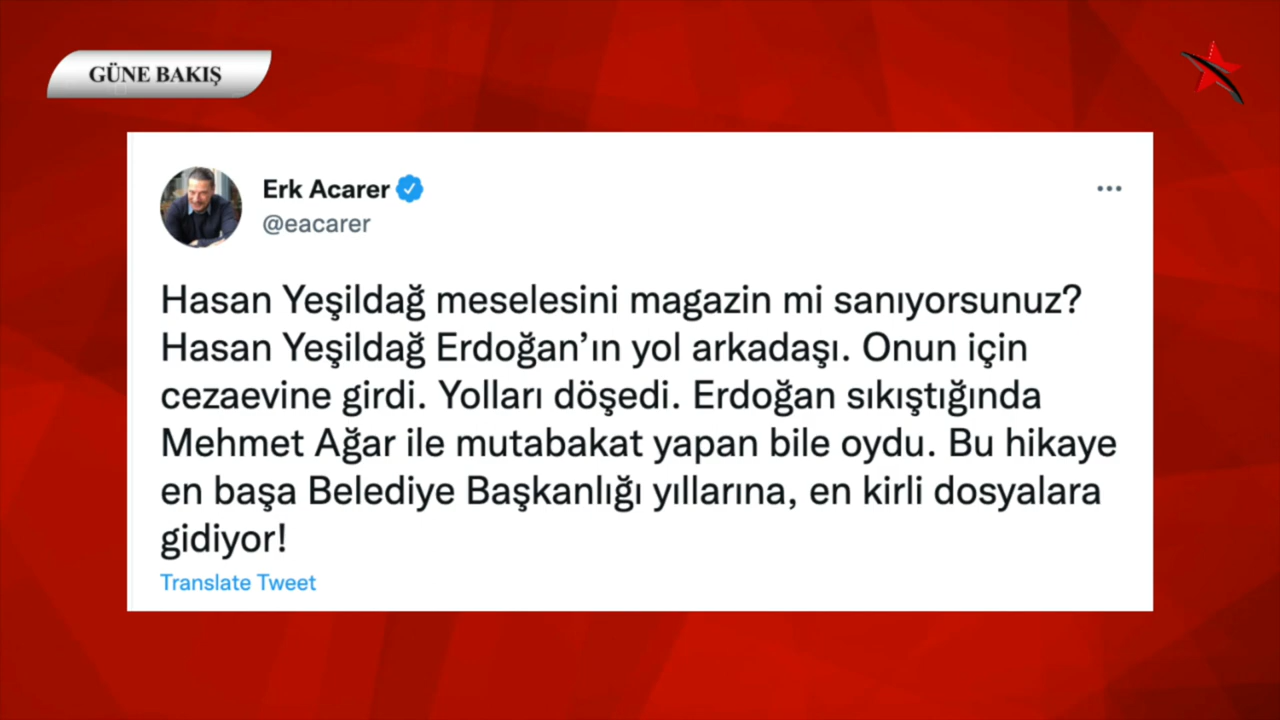 GÜNE BAKIŞ
Erk Acarer
@eacarer
Hasan Yeşildağ meselesini magazin mi sanıyorsunuz?
Hasan Yeşildağ Erdoğan’ın yol arkadaşı. Onun için
cezaevine girdi. Yolları döşedi. Erdoğan sıkıştığında
Mehmet Ağar ile mutabakat yapan bile oydu. Bu hikaye
en başa Belediye Başkanlığı yıllarına, en kirli dosyalara
gidiyor!
Translate Tweet